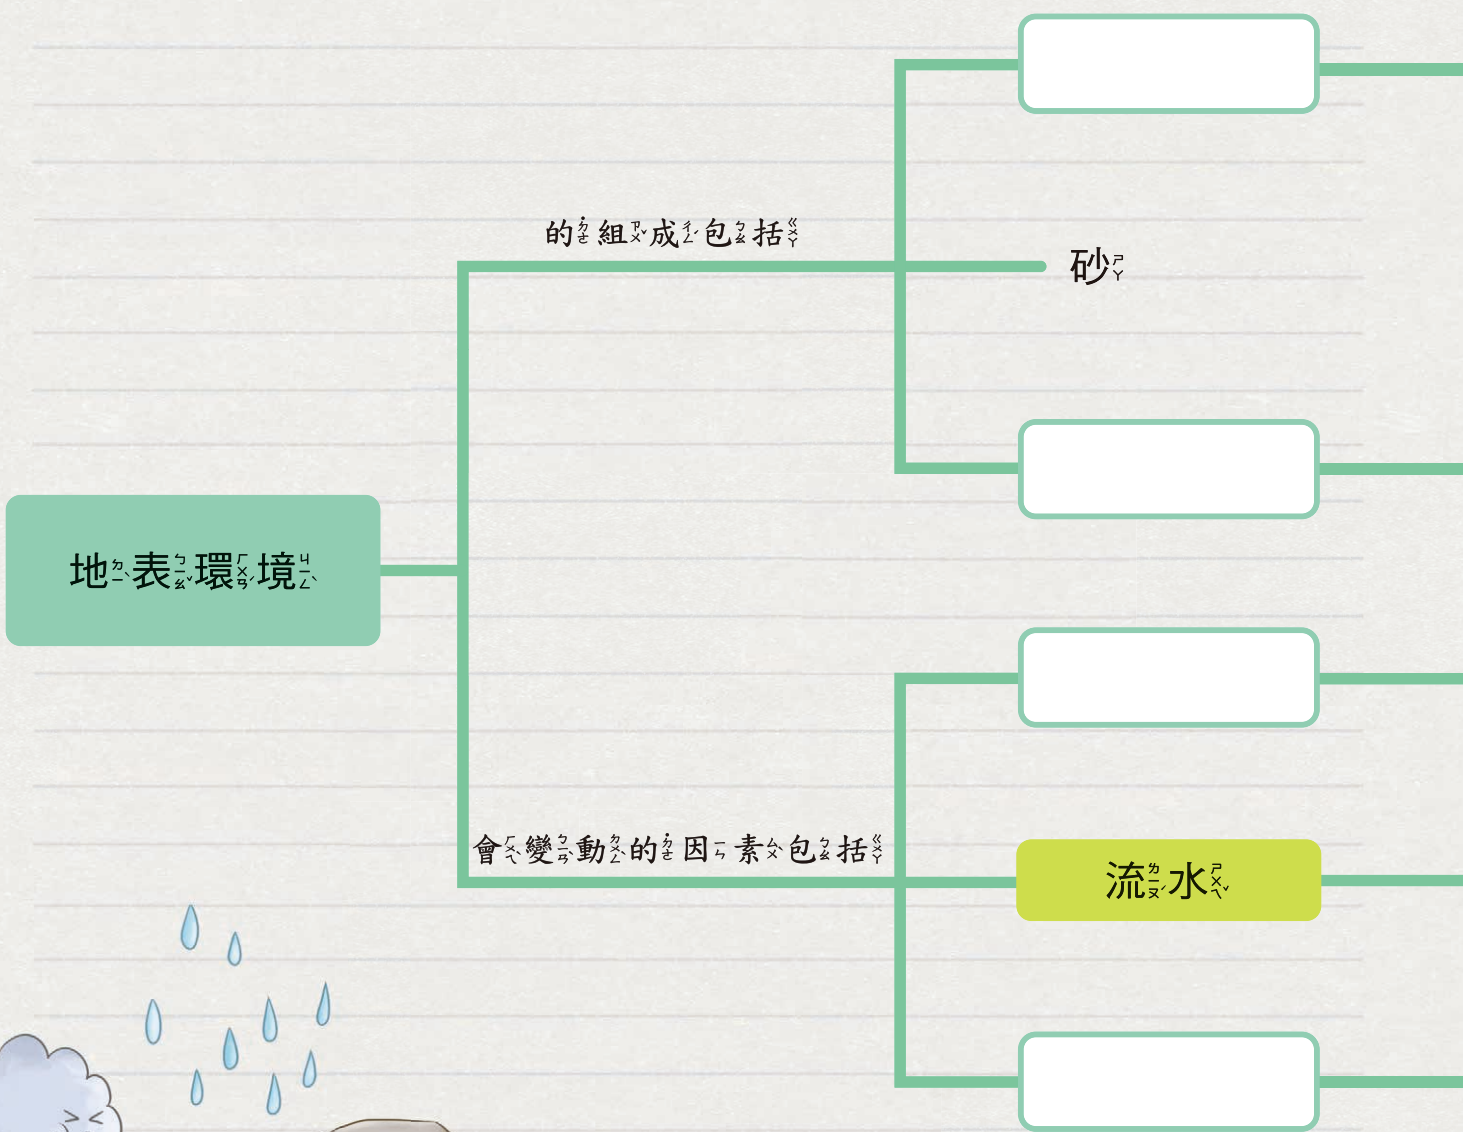 的組成包括
砂
地表環境
會變動的因素包括
流水